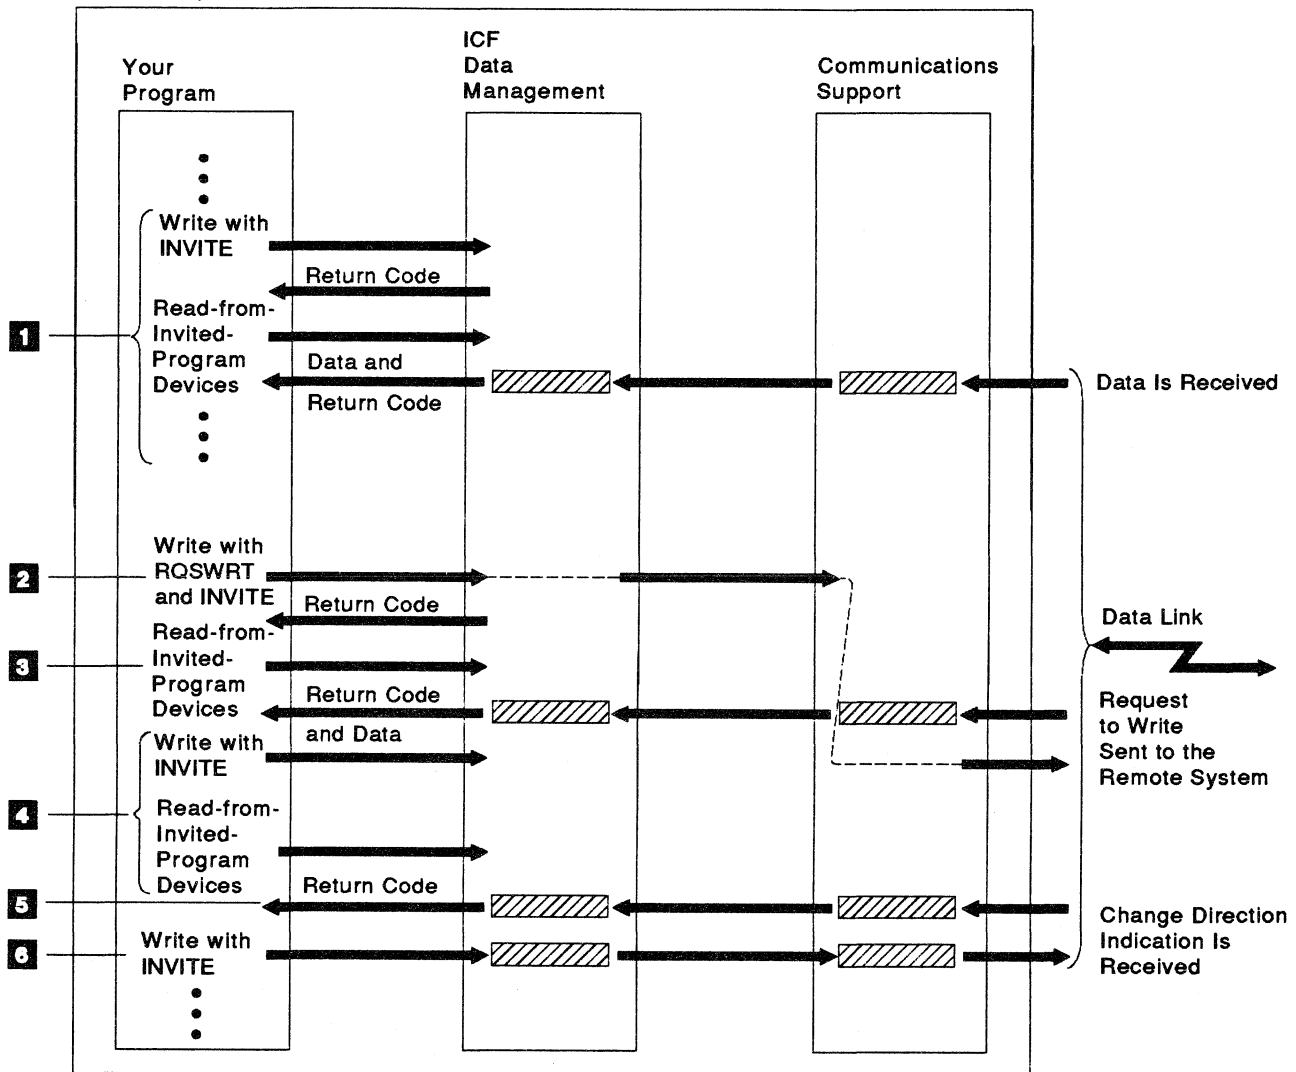 ICF
Data
Management
Your
Program
Communications
Support
Write with
INVITE
Return Code
1
Read-from-
Invited-
Program
Devices
Data and
Return Code
Data Is Received
2
Write with
RQSWRT
and INVITE
Return Code
3
Read-from-
Invited-
Program
Devices
Return Code
and Data
Data Link
Request
to Write
Sent to the
Remote System
4
Write with
INVITE
Read-from-
Invited-
Program
Devices
5
Return Code
Change Direction
Indication Is
Received
6
Write with
INVITE